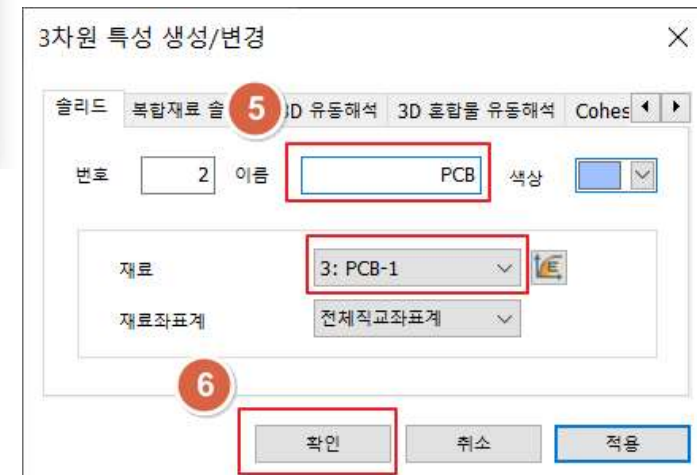 3차원 특성 생성/변경
솔리드 복합재료 솔 5 3D 유동해석 3D 혼합물 유동해석 Cohes
번호 2 이름 PCB 색상
재료 3: PCB-1
재료좌표계 전체직교좌표계
6
확인 취소 적용